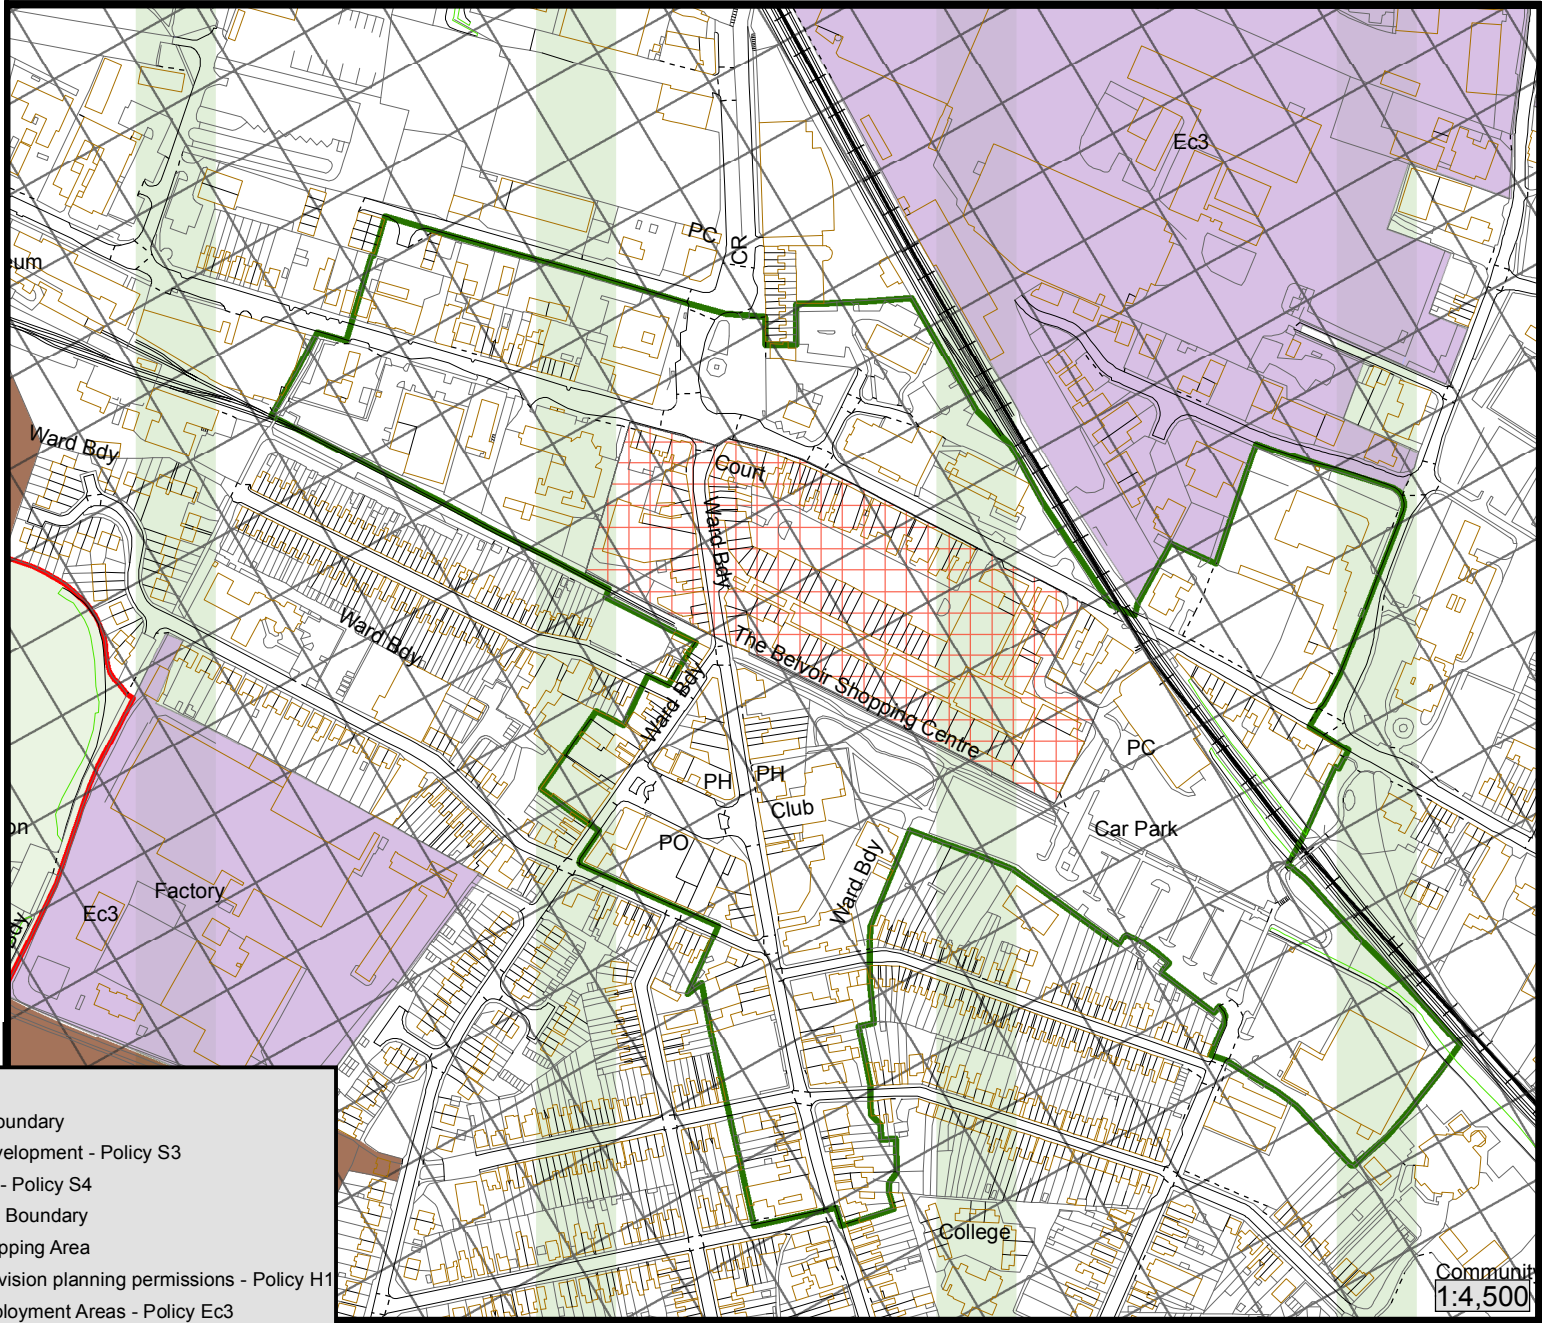 Ec3
PC
CR
um
Ward Bdy
Court
Ward Bdy
Ward Bdy
The Belvoir Shopping Centre
Ward Bdy
PC
PH
PH
Club
Car Park
on
PO
Ward Bdy
Factory
Ec3
Bdy
College
oundary
velopment - Policy S3
- Policy S4
Boundary
pping Area
vision planning permissions - Policy H1
ployment Areas - Policy Ec3
Community
1:4,500